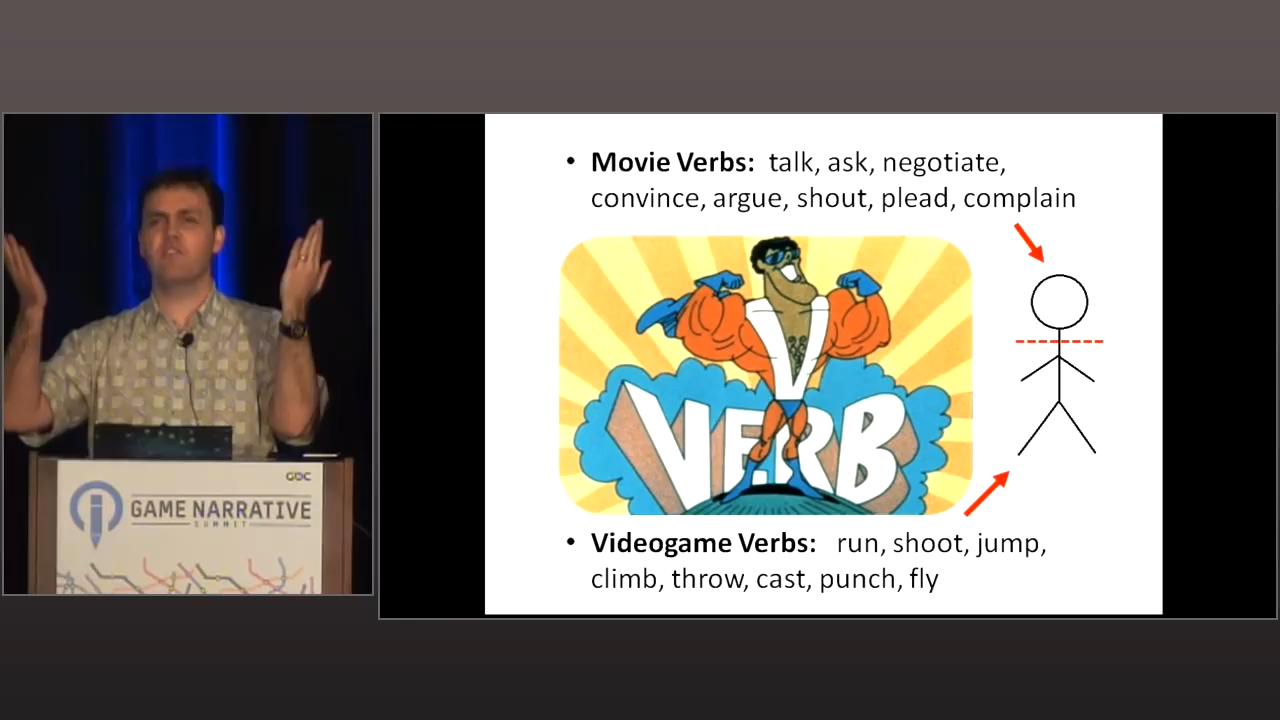 GDC
GAME NARRATIVE
SUMMIT
• Movie Verbs: talk, ask, negotiate,
convince, argue, shout, plead, complain
V
VERB
• Videogame Verbs: run, shoot, jump,
climb, throw, cast, punch, fly